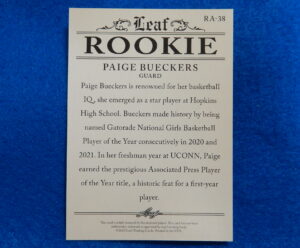 RA-38
Leaf
ROOKIE
PAIGE BUECKERS
GUARD
Paige Bueckers is renowned for her basketball
IQ, she emerged as a star player at Hopkins
High School. Bueckers made history by being
named Gatorade National Girls Basketball
Player of the Year consecutively in 2020 and
2021. In her freshman year at UCONN, Paige
earned the prestigious Associated Press Player
of the Year title, a historic feat for a first-year
player.
Leaf